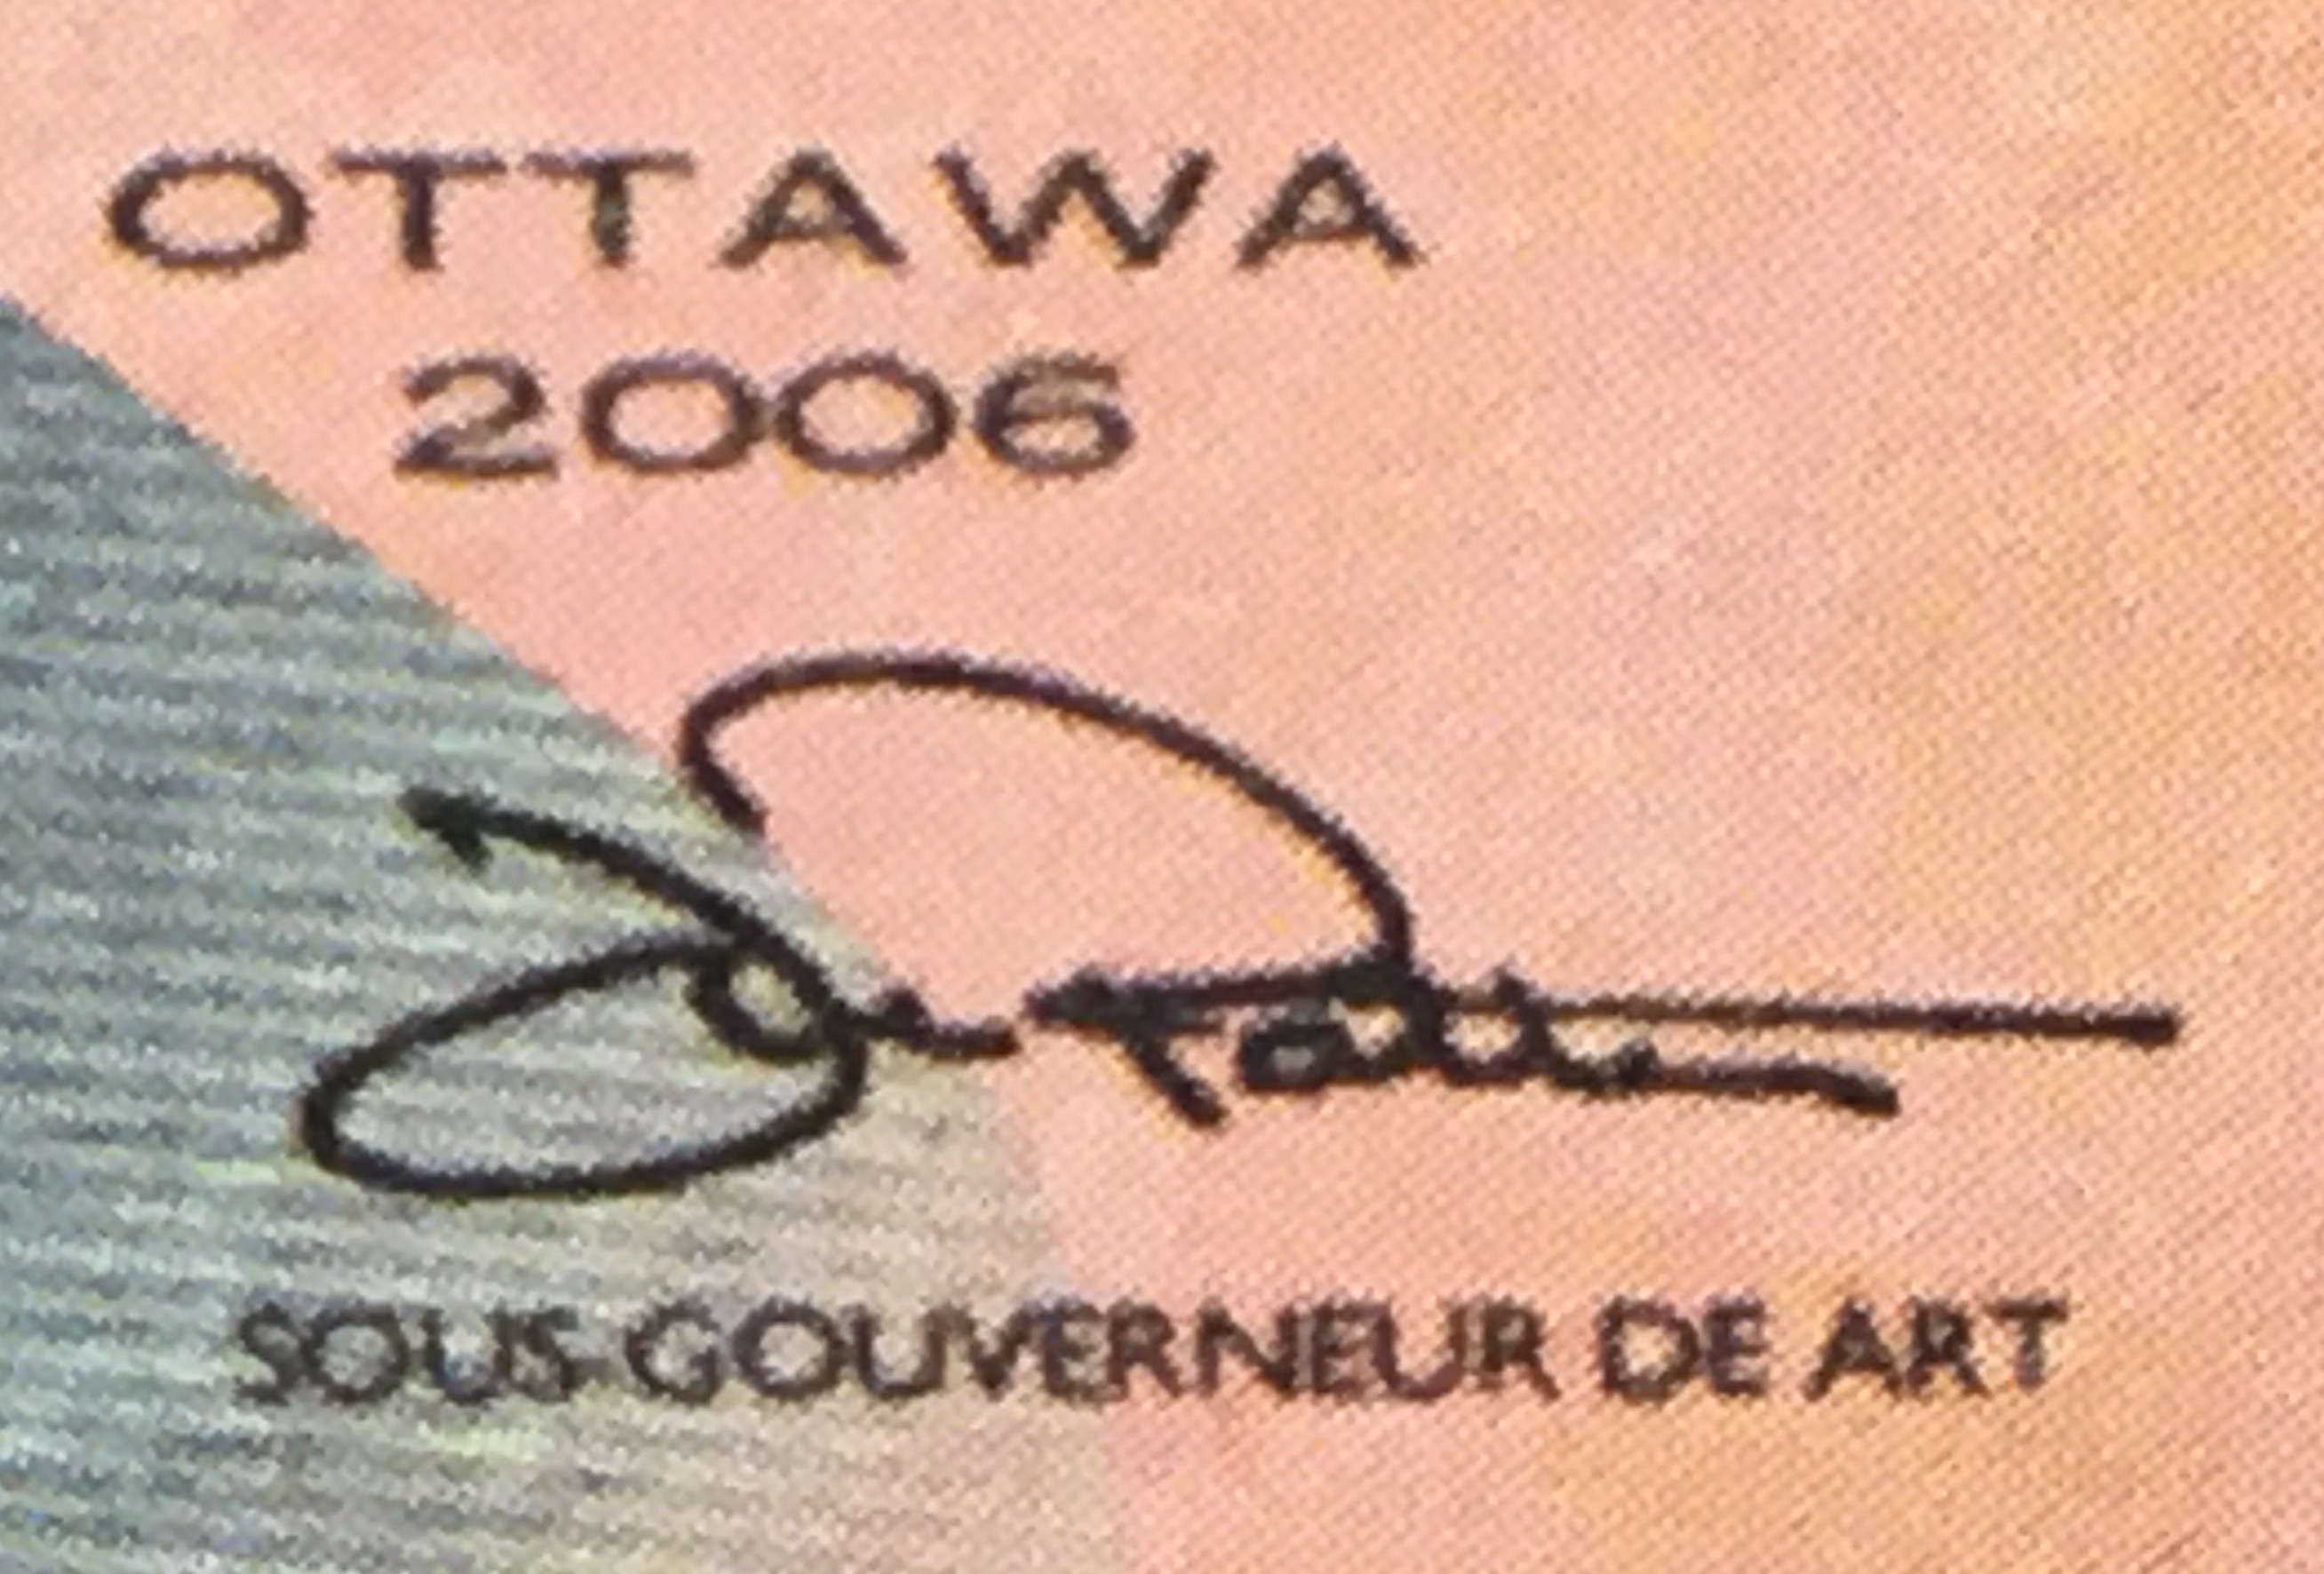 OTTAWA
2006
SOUS-GOUVERNEUR DE ART